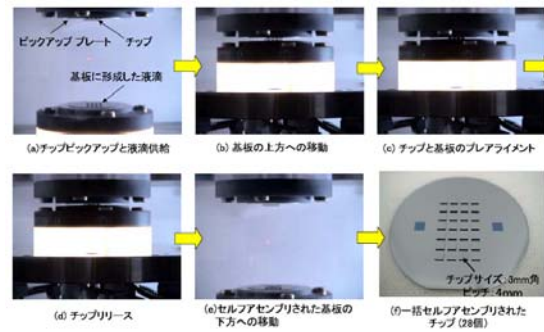 ピックアップ プレート
チップ
基板に形成した液滴
(a)チップピックアップと液滴供給
(b) 基板の上方への移動
(c) チップと基板のプレアライメント
(d) チップリリース
(e)セルフアセンブリされた基板の
下方への移動
チップサイズ:3mm角
ピッチ:4mm
(f)一括セルフアセンブリされた
チップ(28個)